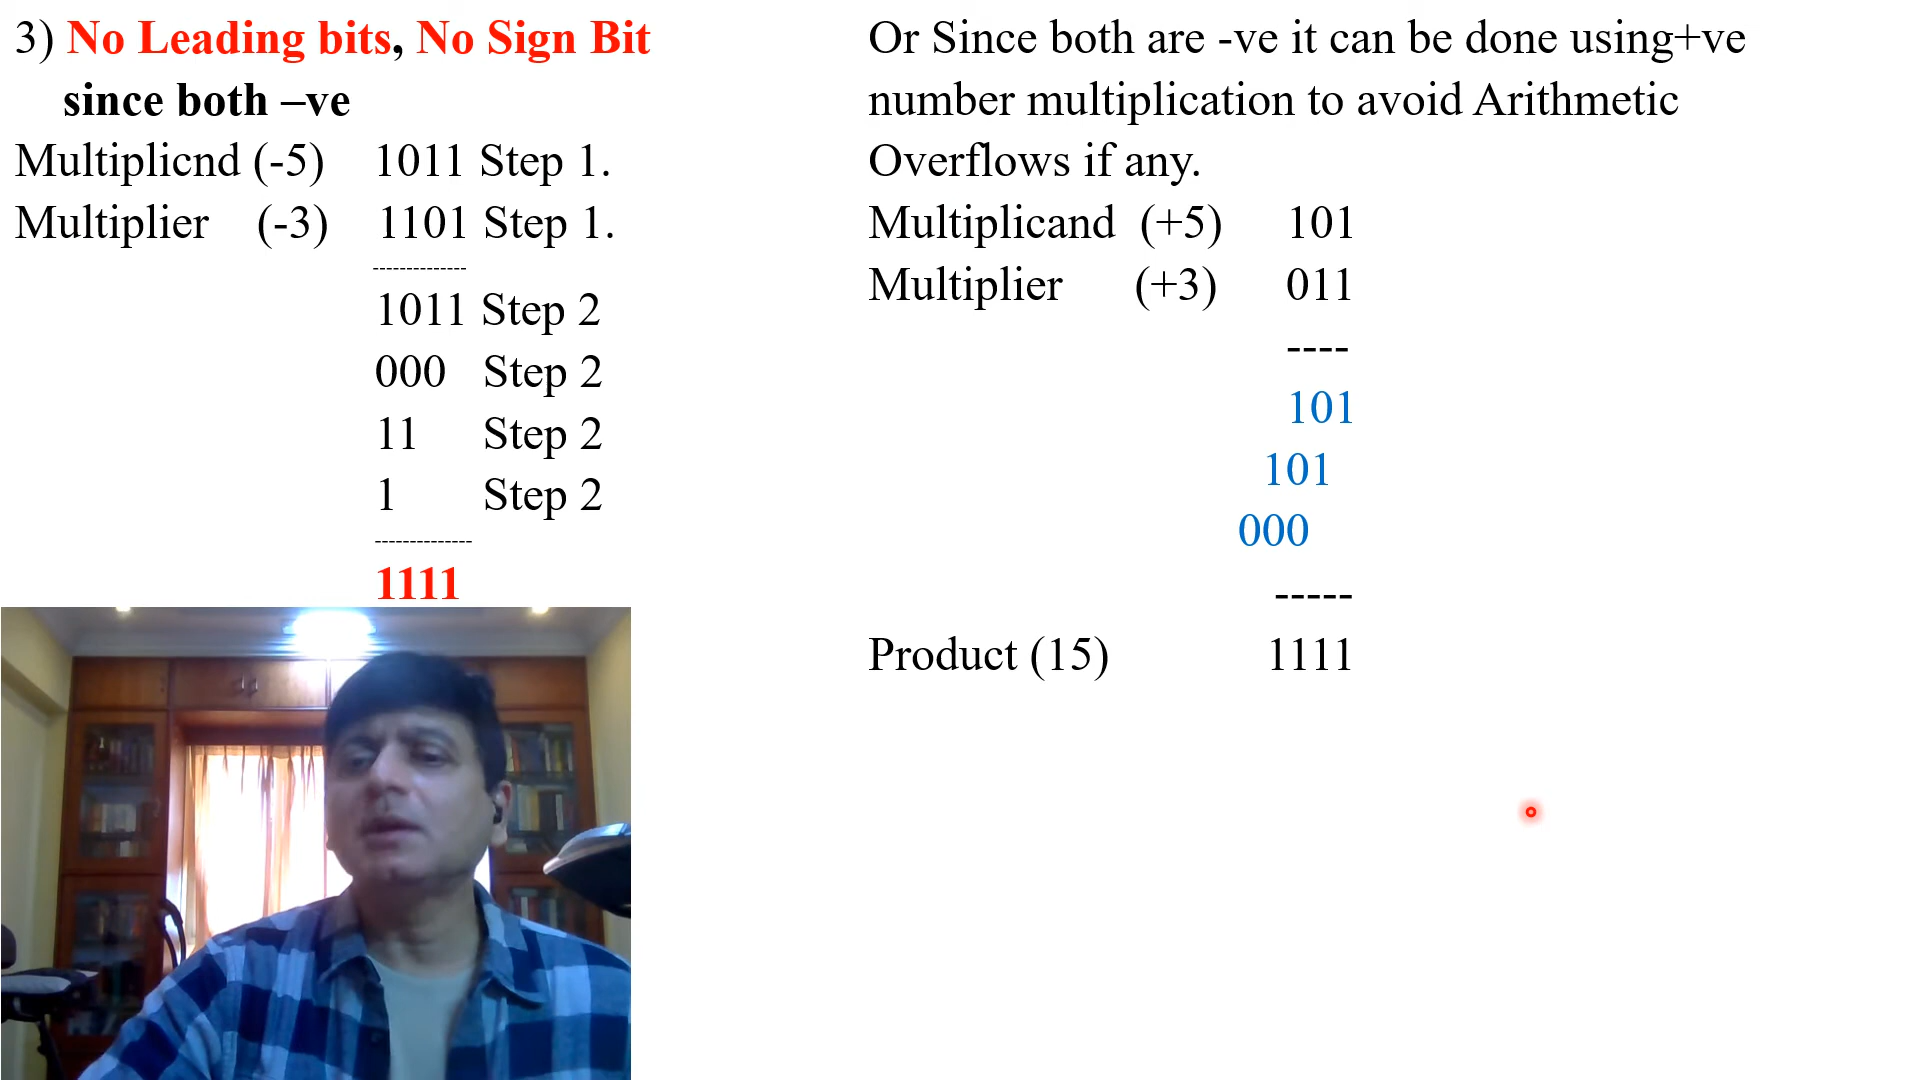 3) No Leading bits, No Sign Bit
since both –ve
Multiplicnd (-5) 1011 Step 1.
Multiplier (-3) 1101 Step 1.
--------------
1011 Step 2
000 Step 2
11 Step 2
1 Step 2
--------------
1111
Or Since both are -ve it can be done using+ve
number multiplication to avoid Arithmetic
Overflows if any.
Multiplicand (+5) 101
Multiplier (+3) 011
----
101
101
000
-----
Product (15) 1111